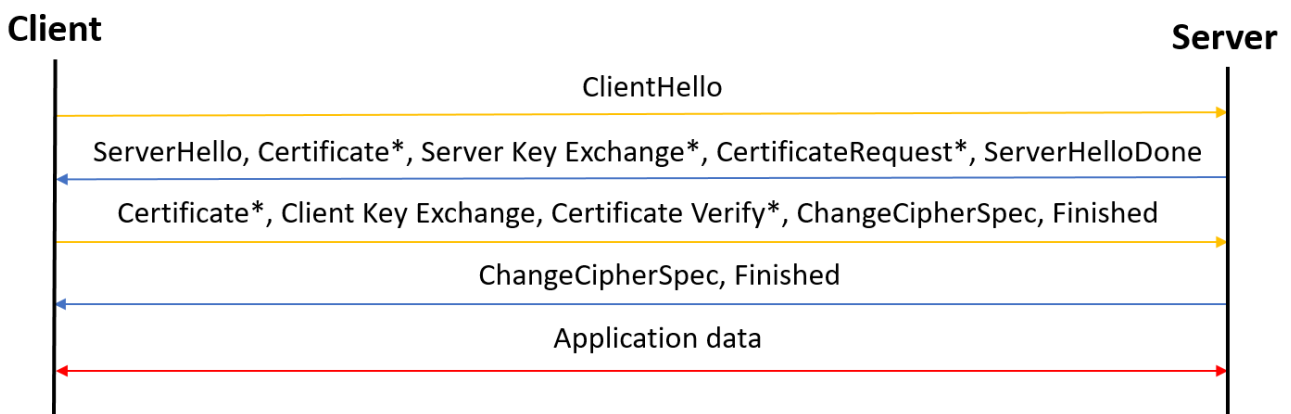 Client
Server
ClientHello
ServerHello, Certificate*, Server Key Exchange*, CertificateRequest*, ServerHelloDone
Certificate*, Client Key Exchange, Certificate Verify*, ChangeCipherSpec, Finished
ChangeCipherSpec, Finished
Application data